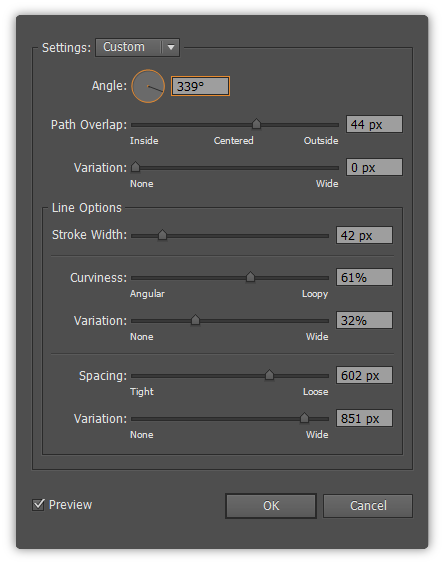 Settings: Custom
Angle: 339°
Path Overlap: 44 px
Inside Centered Outside
Variation: 0 px
None Wide
Line Options
Stroke Width: 42 px
Curviness: 61%
Angular Loopy
Variation: 32%
None Wide
Spacing: 602 px
Tight Loose
Variation: 851 px
None Wide
Preview OK Cancel